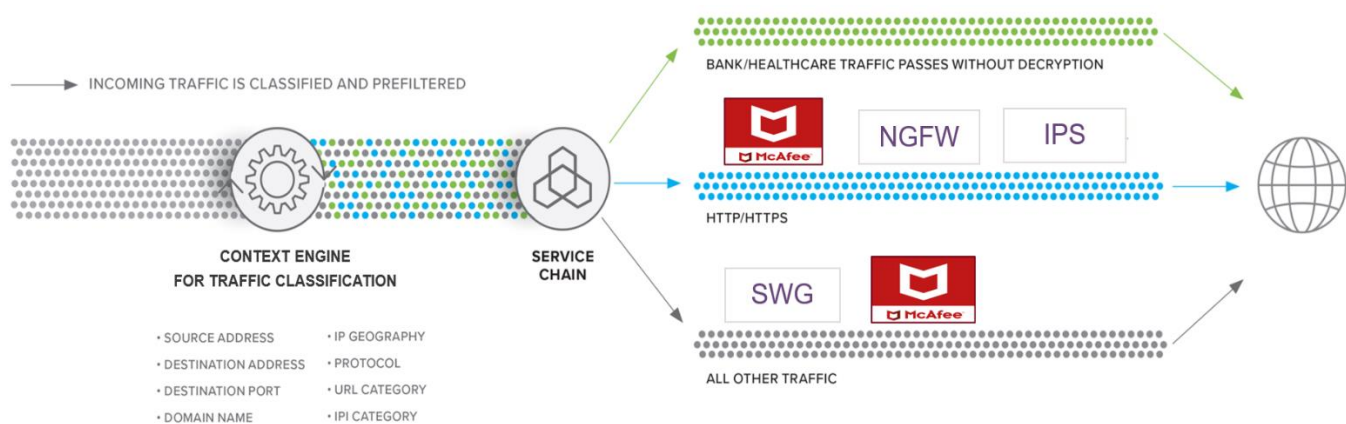 INCOMING TRAFFIC IS CLASSIFIED AND PREFILTERED
BANK/HEALTHCARE TRAFFIC PASSES WITHOUT DECRYPTION
McAfee
NGFW
IPS
HTTP/HTTPS
CONTEXT ENGINE
FOR TRAFFIC CLASSIFICATION
SERVICE
CHAIN
SWG
McAfee
ALL OTHER TRAFFIC
• SOURCE ADDRESS
• DESTINATION ADDRESS
• DESTINATION PORT
• DOMAIN NAME
• IP GEOGRAPHY
• PROTOCOL
• URL CATEGORY
• IPI CATEGORY